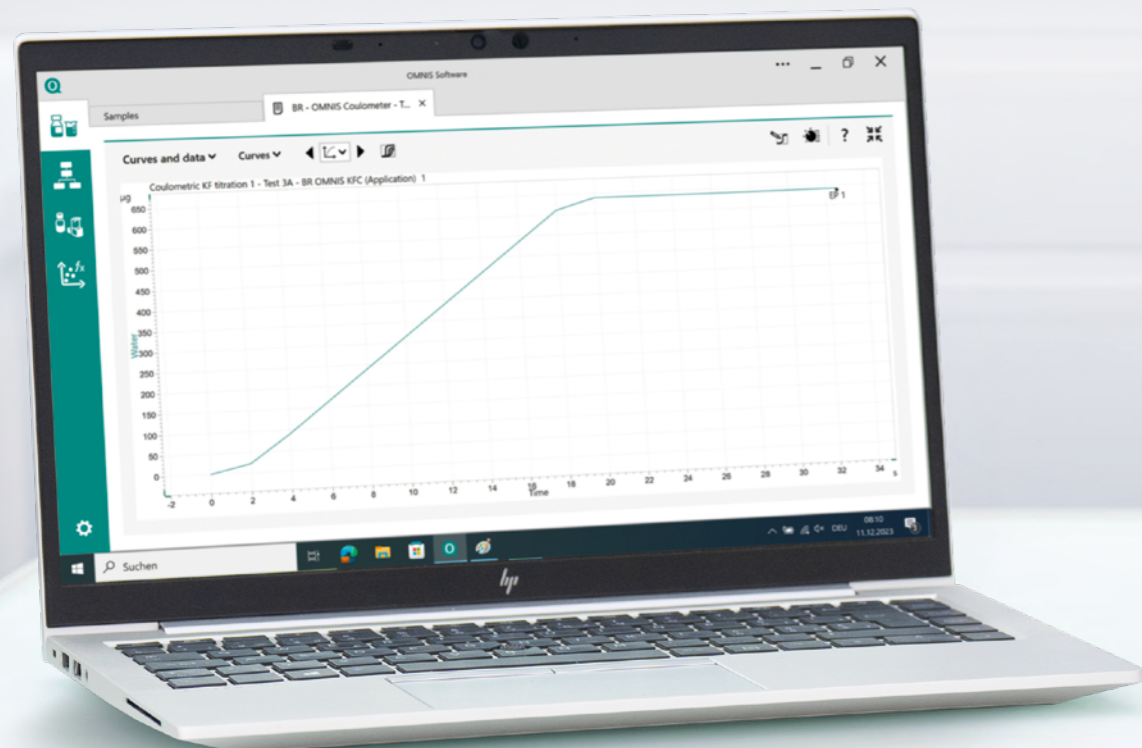 OMNIS Software
Samples
BR - OMNIS Coulometer - T...
Curves and data
Curves
?
Coulometric KF titration 1 - Test 3A - BR OMNIS KFC (Application) 1
µg
650
600
550
500
450
400
350
300
250
200
150
100
50
0
Water
EP 1
-2 0 2 4 6 8 10 12 14 16 18 20 22 24 26 28 30 32 34
Time
s
fx
Suchen
DEU
08:10
11.12.2023
hp